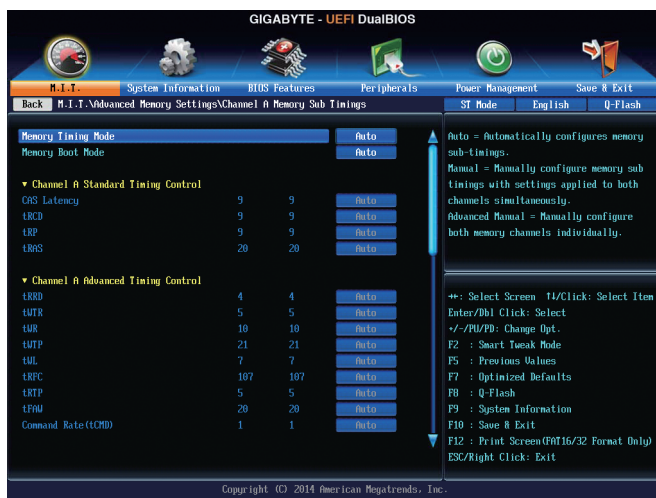 GIGABYTE - UEFI DualBIOS
M.I.T. System Information BIOS Features Peripherals Power Management Save & Exit
Back M.I.T.\Advanced Memory Settings\Channel A Memory Sub Timings ST Mode English Q-Flash
Memory Timing Mode Auto
Memory Boot Mode Auto
▼ Channel A Standard Timing Control
CAS Latency 9 9 Auto
tRCD 9 9 Auto
tRP 9 9 Auto
tRAS 20 20 Auto
▼ Channel A Advanced Timing Control
tRRD 4 4 Auto
tWTR 5 5 Auto
tWR 10 10 Auto
tWTP 21 21 Auto
tWL 7 7 Auto
tRFC 107 107 Auto
tRTP 5 5 Auto
tFAW 20 20 Auto
Command Rate(tCMD) 1 1 Auto
Auto = Automatically configures memory
sub-timings.
Manual = Manually configure memory sub
timings with settings applied to both
channels simultaneously.
Advanced Manual = Manually configure
both memory channels individually.
→←: Select Screen ↑↓/Click: Select Item
Enter/Dbl Click: Select
+/-/PU/PD: Change Opt.
F2 : Smart Tweak Mode
F5 : Previous Values
F7 : Optimized Defaults
F8 : Q-Flash
F9 : System Information
F10 : Save & Exit
F12 : Print Screen(FAT16/32 Format Only)
ESC/Right Click: Exit
Copyright (C) 2014 American Megatrends, Inc.